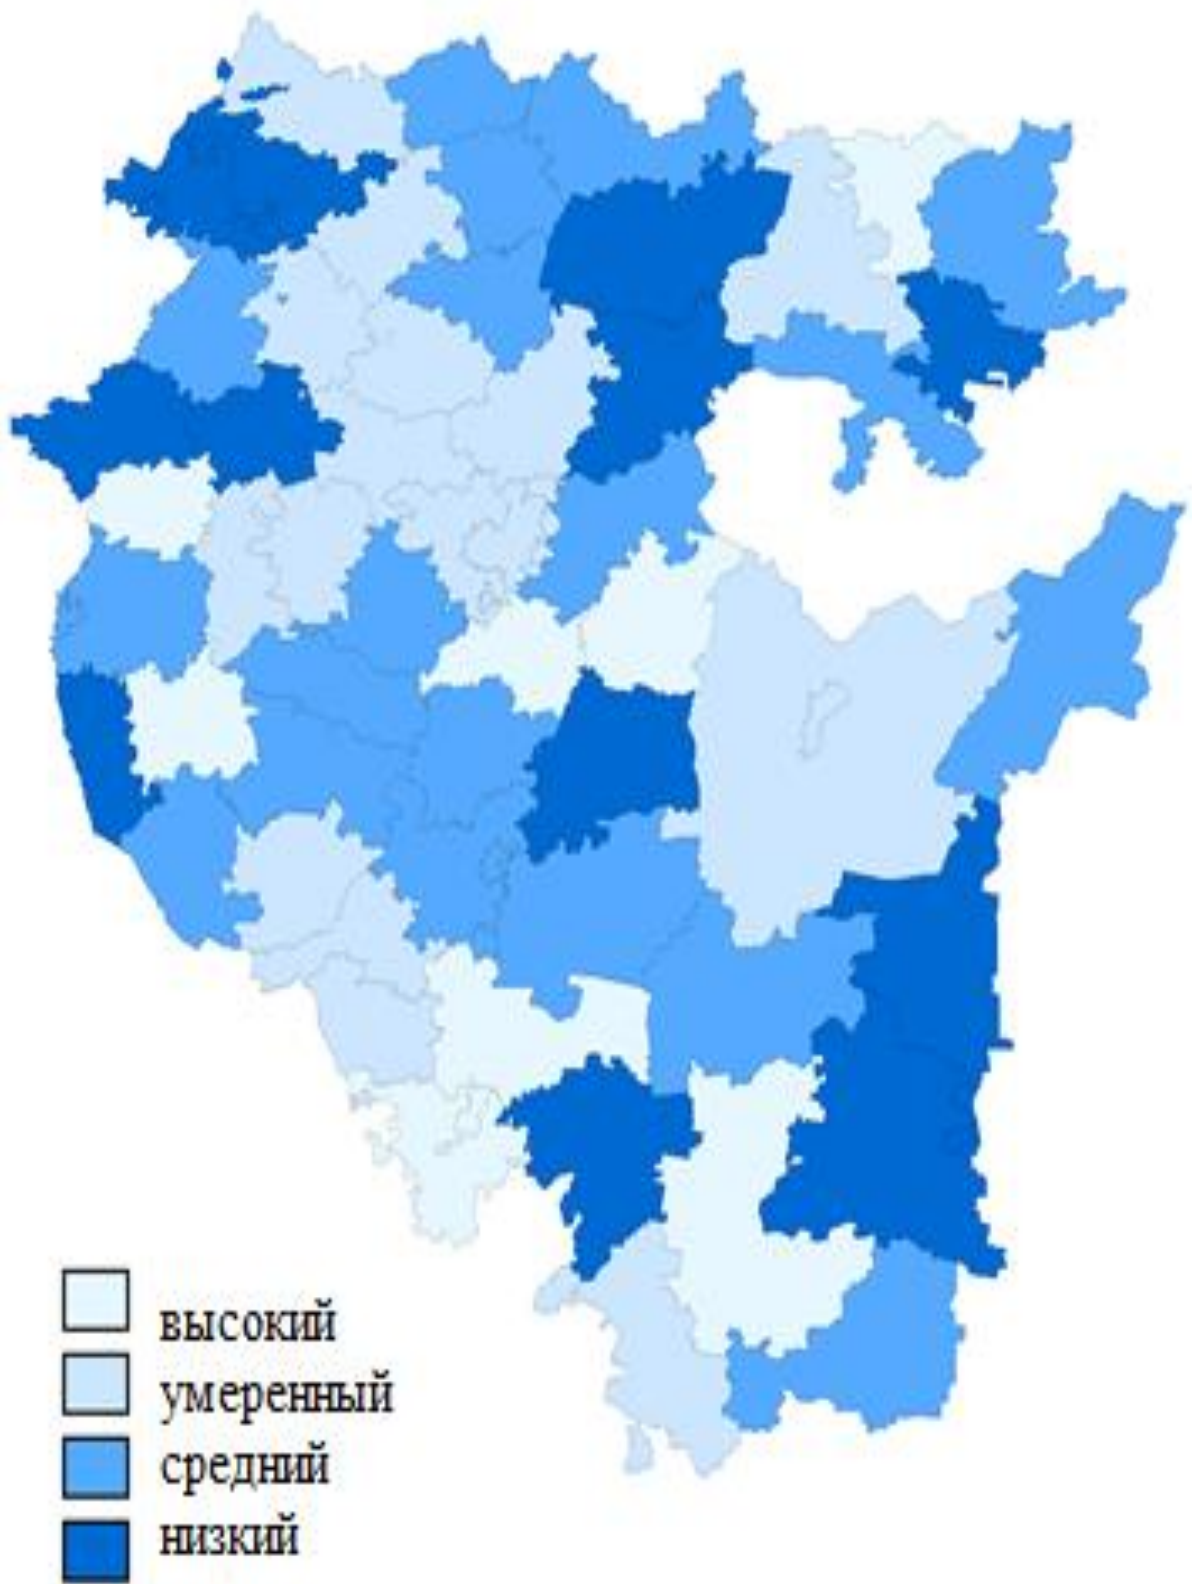 высокий
умеренный
средний
низкий